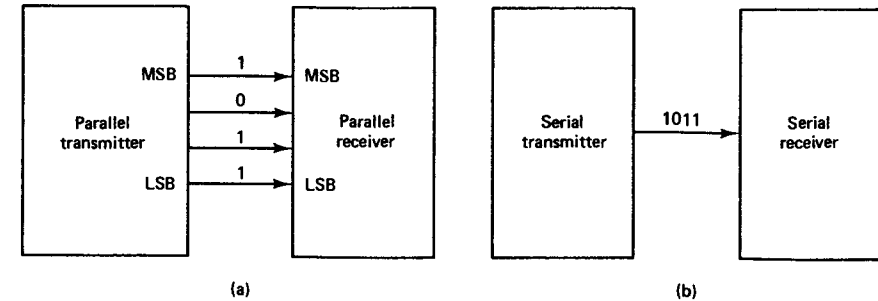 MSB
1
MSB
0
Parallel
transmitter
Parallel
receiver
1
LSB
1
LSB
(a)
Serial
transmitter
1011
Serial
receiver
(b)